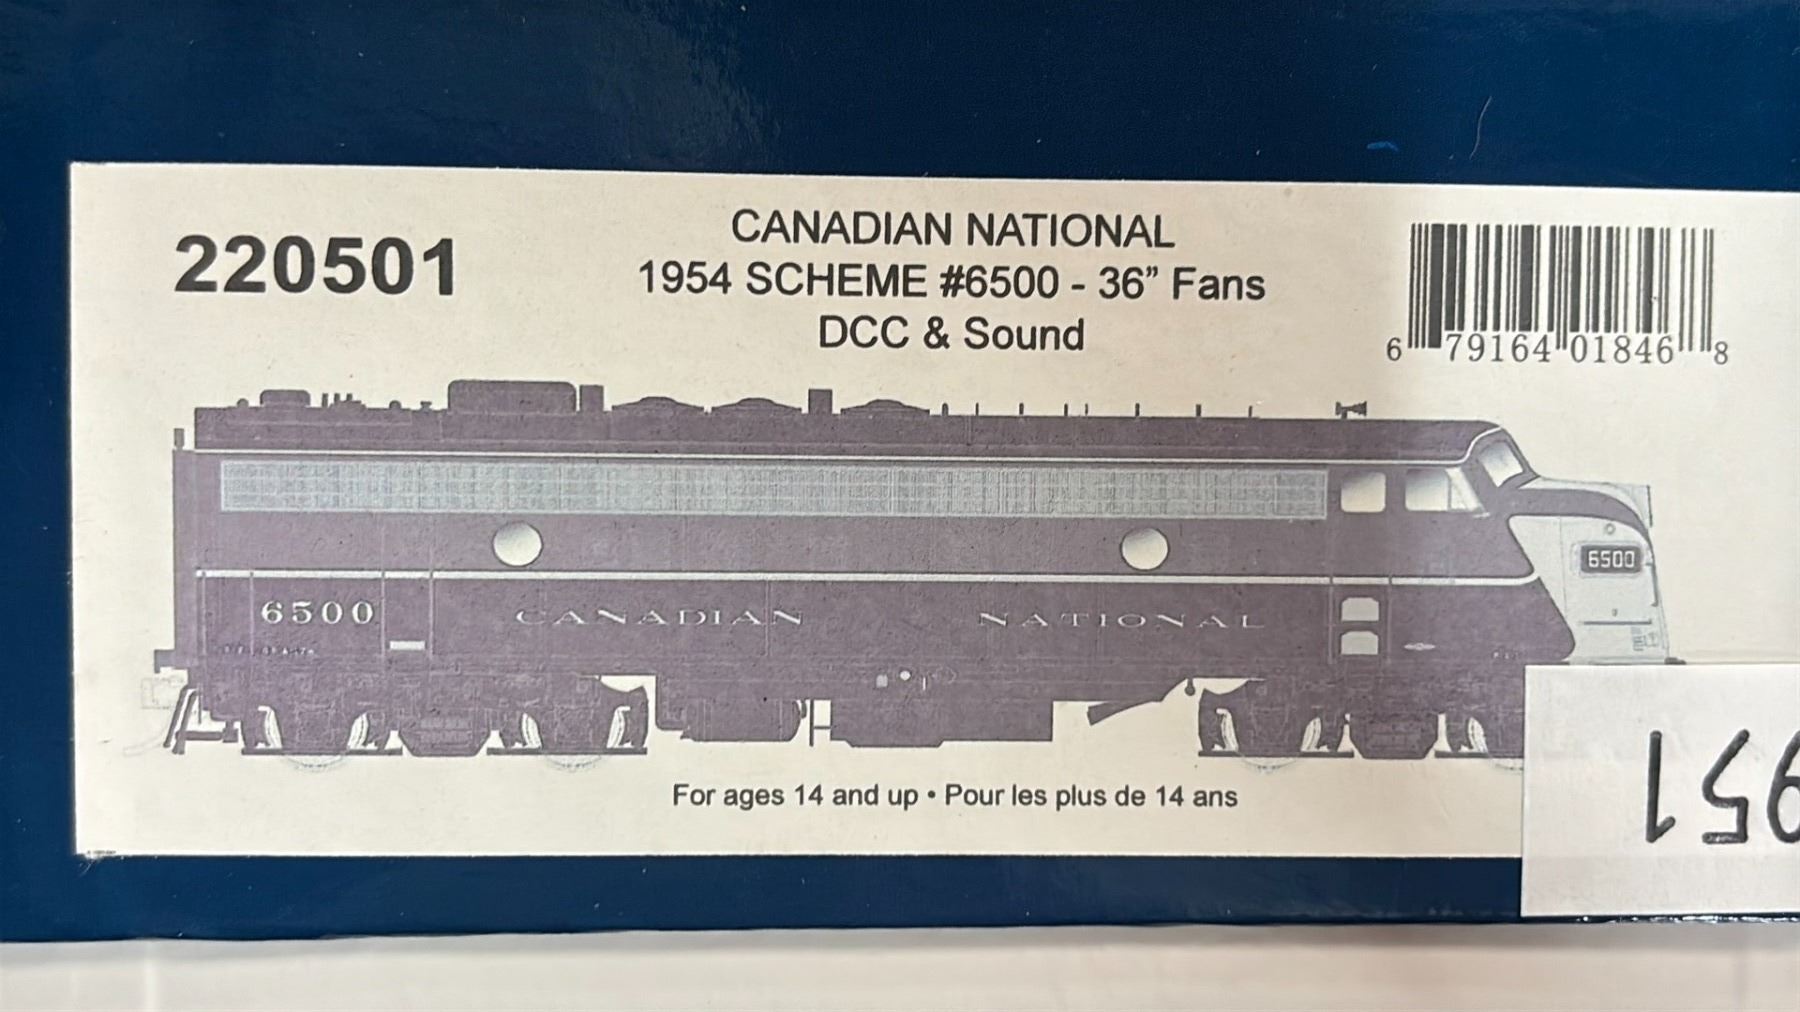 220501
CANADIAN NATIONAL
1954 SCHEME #6500 - 36” Fans
DCC & Sound
6 79164 01846 8
6500
6500
CANADIAN NATIONAL
For ages 14 and up • Pour les plus de 14 ans